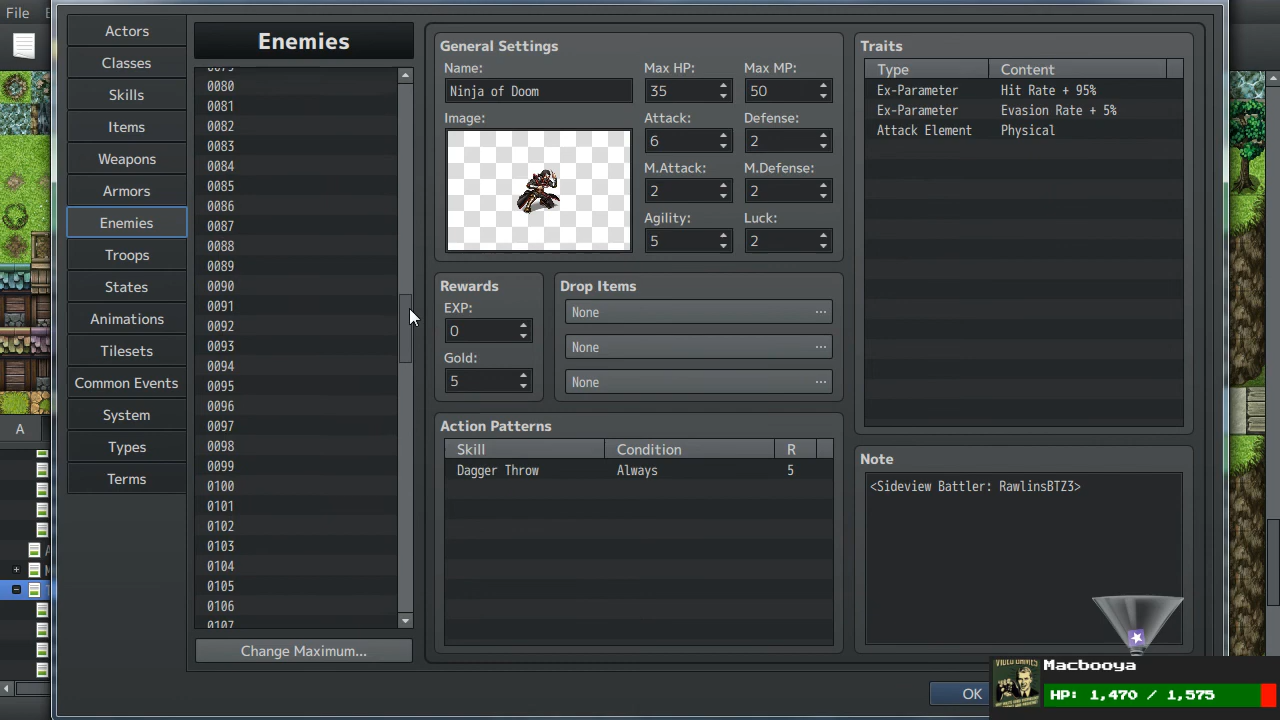 File
Actors
Classes
Skills
Items
Weapons
Armors
Enemies
Troops
States
Animations
Tilesets
Common Events
System
Types
Terms
A
Enemies
0080
0081
0082
0083
0084
0085
0086
0087
0088
0089
0090
0091
0092
0093
0094
0095
0096
0097
0098
0099
0100
0101
0102
0103
0104
0105
0106
0107
Change Maximum...
General Settings
Name:
Ninja of Doom
Image:
Max HP:
35
Max MP:
50
Attack:
6
Defense:
2
M.Attack:
2
M.Defense:
2
Agility:
5
Luck:
2
Rewards
EXP:
0
Gold:
5
Drop Items
None ...
None ...
None ...
Action Patterns
Skill Condition R
Dagger Throw Always 5
Traits
Type Content
Ex-Parameter Hit Rate + 95%
Ex-Parameter Evasion Rate + 5%
Attack Element Physical
Note
<Sideview Battler: RawlinsBTZ3>
OK
VIDEO GAMES
Macbooya
HP: 1,470 / 1,575